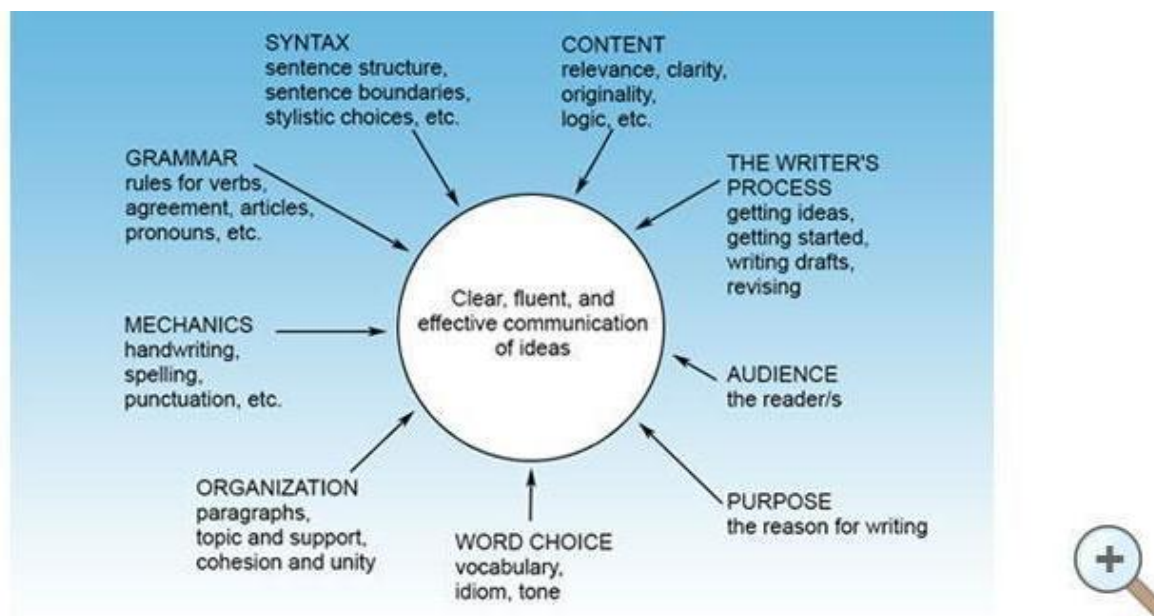 SYNTAX
sentence structure,
sentence boundaries,
stylistic choices, etc.
CONTENT
relevance, clarity,
originality,
logic, etc.
GRAMMAR
rules for verbs,
agreement, articles,
pronouns, etc.
THE WRITER'S
PROCESS
getting ideas,
getting started,
writing drafts,
revising
Clear, fluent, and
effective communication
of ideas
MECHANICS
handwriting,
spelling,
punctuation, etc.
AUDIENCE
the reader/s
ORGANIZATION
paragraphs,
topic and support,
cohesion and unity
WORD CHOICE
vocabulary,
idiom, tone
PURPOSE
the reason for writing